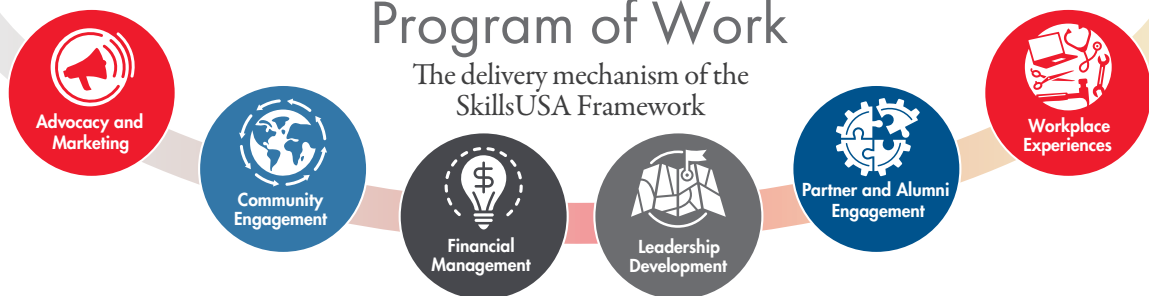 Program of Work
The delivery mechanism of the
SkillsUSA Framework
Advocacy and
Marketing
Community
Engagement
$
Financial
Management
Leadership
Development
Partner and Alumni
Engagement
Workplace
Experiences